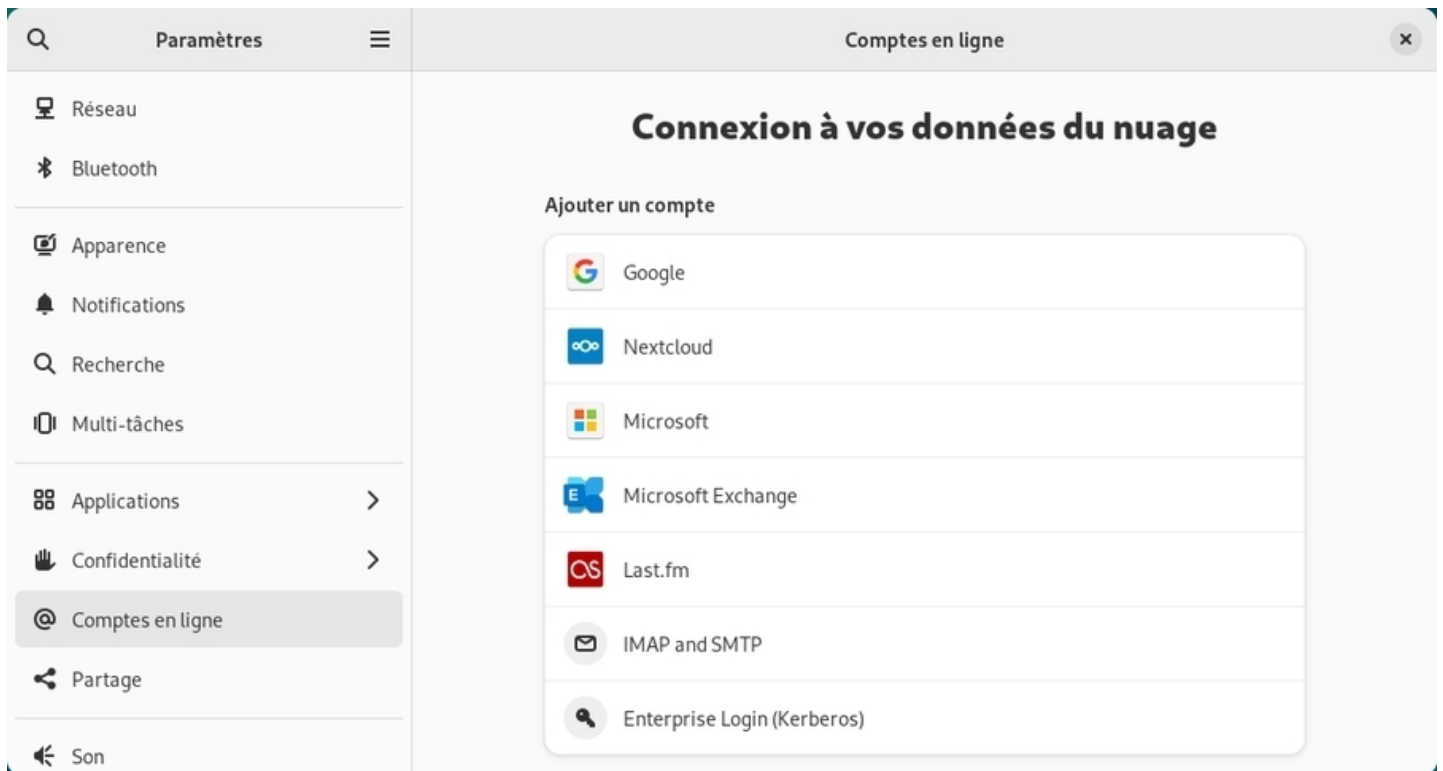 Paramètres
Réseau
Bluetooth
Apparence
Notifications
Recherche
Multi-tâches
Applications
Confidentialité
Comptes en ligne
Partage
Son
Comptes en ligne
Connexion à vos données du nuage
Ajouter un compte
Google
Nextcloud
Microsoft
E
Microsoft Exchange
Last.fm
IMAP and SMTP
Enterprise Login (Kerberos)